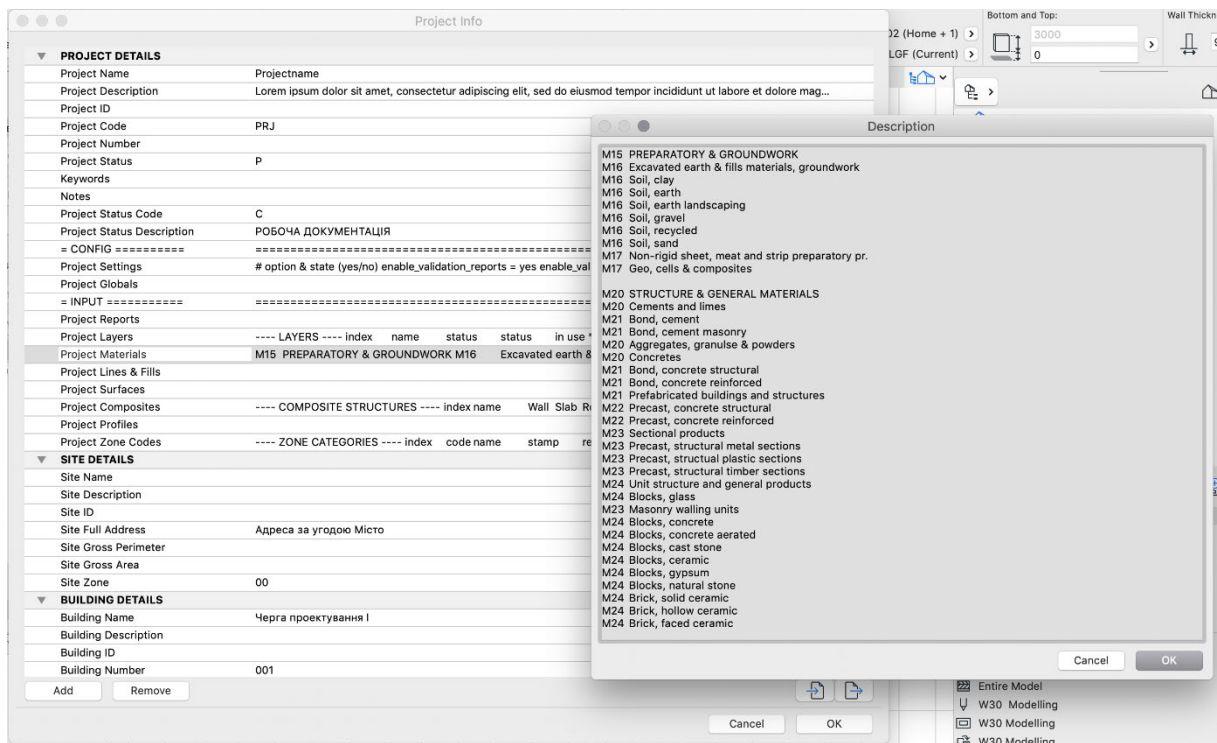 Project Info
PROJECT DETAILS
Project Name Projectname
Project Description Lorem ipsum dolor sit amet, consectetur adipiscing elit, sed do eiusmod tempor incididunt ut labore et dolore mag...
Project ID
Project Code PRJ
Project Number
Project Status P
Keywords
Notes
Project Status Code C
Project Status Description РОБОЧА ДОКУМЕНТАЦІЯ
= CONFIG ==========
Project Settings # option & state (yes/no) enable_validation_reports = yes enable_val
Project Globals
= INPUT ===========
Project Reports
Project Layers ---- LAYERS ---- index name status status in use *
Project Materials M15 PREPARATORY & GROUNDWORK M16 Excavated earth &
Project Lines & Fills
Project Surfaces
Project Composites ---- COMPOSITE STRUCTURES ---- index name Wall Slab R
Project Profiles
Project Zone Codes ---- ZONE CATEGORIES ---- index code name stamp re
SITE DETAILS
Site Name
Site Description
Site ID
Site Full Address Адреса за угодою Місто
Site Gross Perimeter
Site Gross Area
Site Zone 00
BUILDING DETAILS
Building Name Черга проектування I
Building Description
Building ID
Building Number 001
Add Remove
Cancel OK
Bottom and Top:
Wall Thickn
02 (Home + 1)
3000
LGF (Current)
0
Description
M15 PREPARATORY & GROUNDWORK
M16 Excavated earth & fills materials, groundwork
M16 Soil, clay
M16 Soil, earth
M16 Soil, earth landscaping
M16 Soil, gravel
M16 Soil, recycled
M16 Soil, sand
M17 Non-rigid sheet, meat and strip preparatory pr.
M17 Geo, cells & composites
M20 STRUCTURE & GENERAL MATERIALS
M20 Cements and limes
M21 Bond, cement
M21 Bond, cement masonry
M20 Aggregates, granulse & powders
M20 Concretes
M21 Bond, concrete structural
M21 Bond, concrete reinforced
M21 Prefabricated buildings and structures
M22 Precast, concrete structural
M22 Precast, concrete reinforced
M23 Sectional products
M23 Precast, structural metal sections
M23 Precast, structual plastic sections
M23 Precast, structural timber sections
M24 Unit structure and general products
M24 Blocks, glass
M23 Masonry walling units
M24 Blocks, concrete
M24 Blocks, concrete aerated
M24 Blocks, cast stone
M24 Blocks, ceramic
M24 Blocks, gypsum
M24 Blocks, natural stone
M24 Brick, solid ceramic
M24 Brick, hollow ceramic
M24 Brick, faced ceramic
Cancel OK
Entire Model
W30 Modelling
W30 Modelling
W30 Modelling